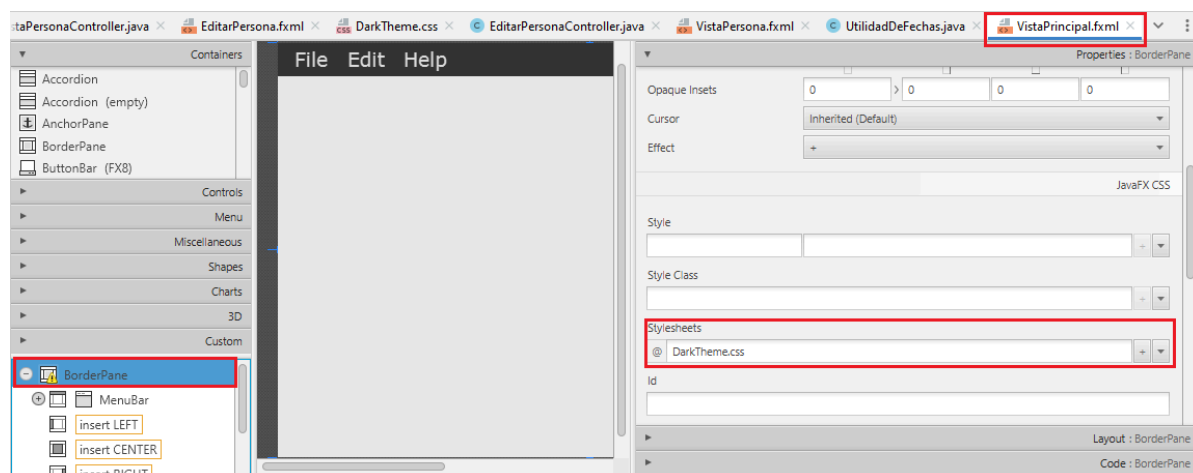 staPersonaController.java × EditarPersona.fxml × DarkTheme.css × EditarPersonaController.java × VistaPersona.fxml × UtilidadDeFechas.java × VistaPrincipal.fxml ×
Containers
Accordion
Accordion (empty)
AnchorPane
BorderPane
ButtonBar (FX8)
Controls
Menu
Miscellaneous
Shapes
Charts
3D
Custom
BorderPane
MenuBar
insert LEFT
insert CENTER
insert RIGHT
File Edit Help
Properties : BorderPane
Opaque Insets 0 0 0 0
Cursor Inherited (Default)
Effect +
JavaFX CSS
Style
+
Style Class
+
Stylesheets
@ DarkTheme.css +
Id
Layout : BorderPane
Code : BorderPane